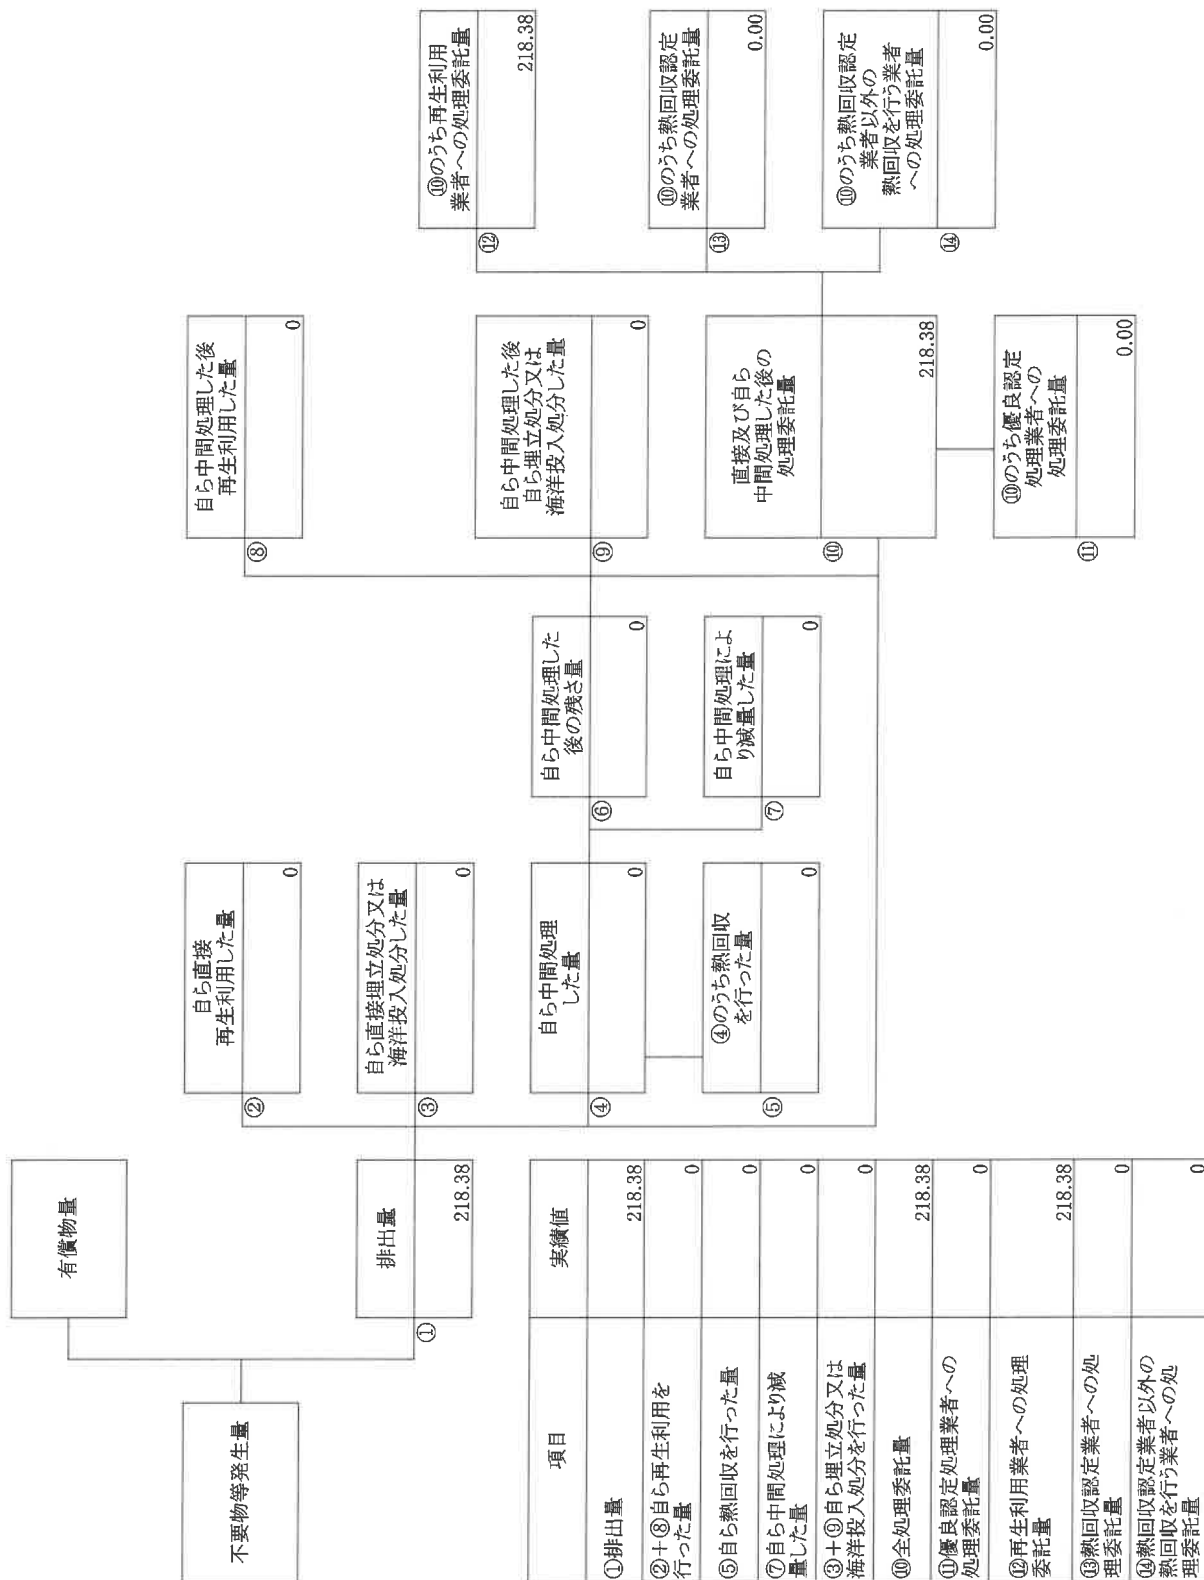 不要物等発生量
有償物量
①
排出量
218.38
②
自ら直接
再生利用した量
0
③
自ら直接埋立処分又は
海洋投入処分した量
0
④
自ら中間処理
した量
0
⑤
④のうち熱回収
を行った量
0
⑥
自ら中間処理した
後の残さ量
0
⑦
自ら中間処理によ
り減量した量
0
⑧
自ら中間処理した後
再生利用した量
0
⑨
自ら中間処理した後
自ら埋立処分又は
海洋投入処分した量
0
⑩
直接及び自ら
中間処理した後の
処理委託量
218.38
⑪
⑩のうち優良認定
処理業者への
処理委託量
0.00
⑫
⑩のうち再生利用
業者への処理委託量
218.38
⑬
⑩のうち熱回収認定
業者への処理委託量
0.00
⑭
⑩のうち熱回収認定
業者以外の
熱回収を行う業者
への処理委託量
0.00
項目
実績値
①排出量
218.38
②＋⑧自ら再生利用を
行った量
0
⑤自ら熱回収を行った量
0
⑦自ら中間処理により減
量した量
0
③＋⑨自ら埋立処分又は
海洋投入処分を行った量
0
⑩全処理委託量
218.38
⑪優良認定処理業者への
処理委託量
0
⑫再生利用業者への処理
委託量
218.38
⑬熱回収認定業者への処
理委託量
0
⑭熱回収認定業者以外の
熱回収を行う業者への処
理委託量
0